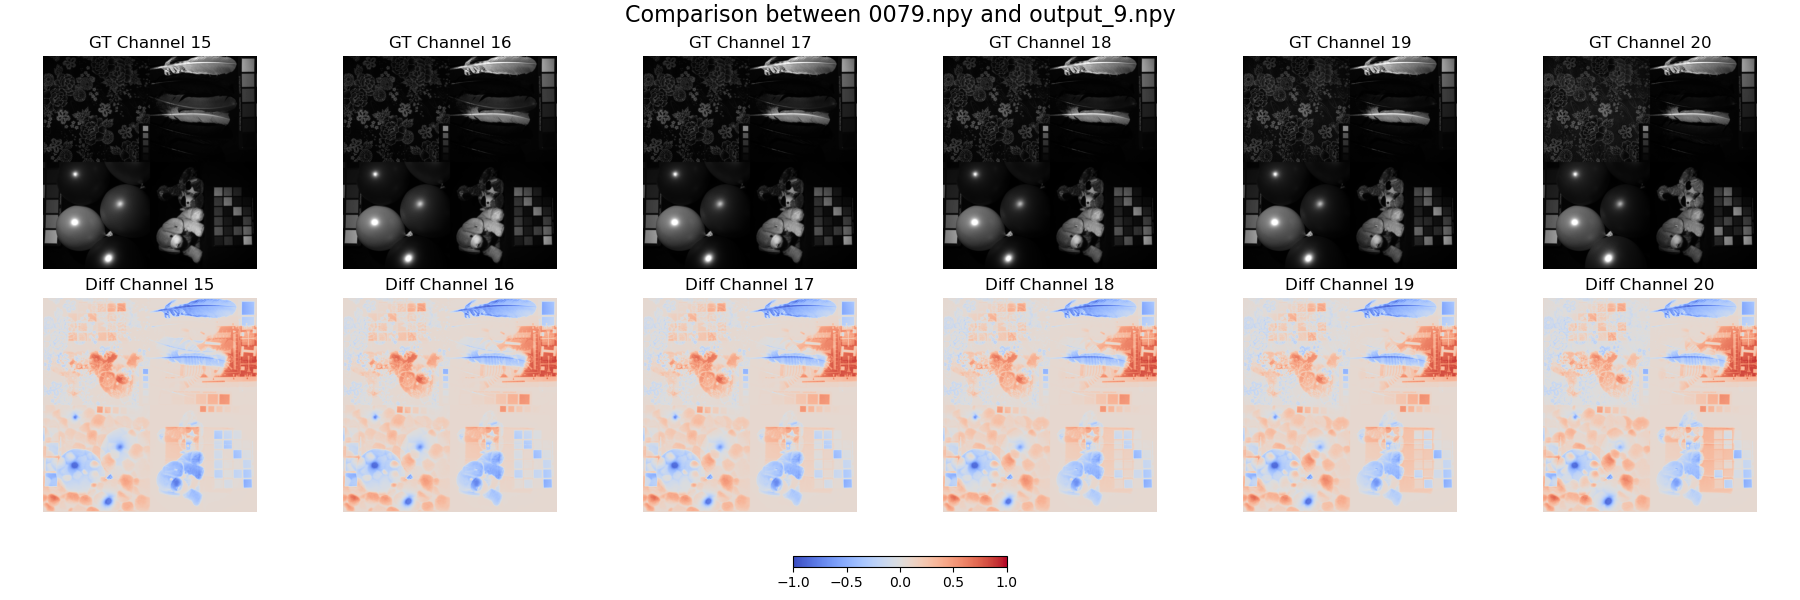 Comparison between 0079.npy and output_9.npy
GT Channel 15 GT Channel 16 GT Channel 17 GT Channel 18 GT Channel 19 GT Channel 20
Diff Channel 15 Diff Channel 16 Diff Channel 17 Diff Channel 18 Diff Channel 19 Diff Channel 20
−1.0 −0.5 0.0 0.5 1.0